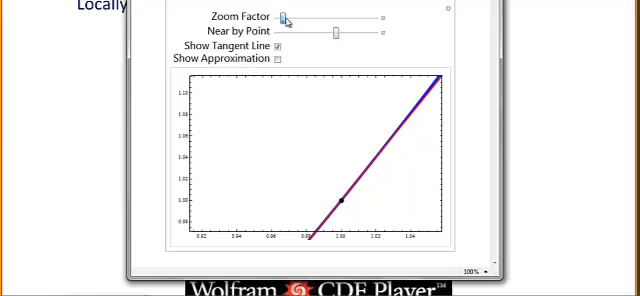 Locally
Zoom Factor
Near by Point
Show Tangent Line
Show Approximation
1.10
1.08
1.06
1.04
1.02
1.00
0.98
0.92 0.94 0.96 0.98 1.00 1.02 1.04
100%
Wolfram CDF Player™